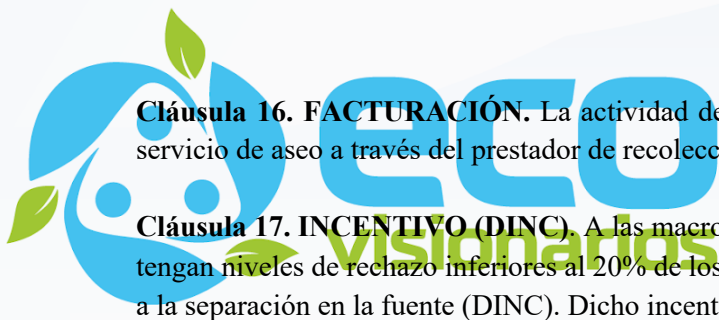 eco
visionarios
Cláusula 16. FACTURACIÓN. La actividad de
servicio de aseo a través del prestador de recolecc
Cláusula 17. INCENTIVO (DINC). A las macro
tengan niveles de rechazo inferiores al 20% de los
a la separación en la fuente (DINC). Dicho incent